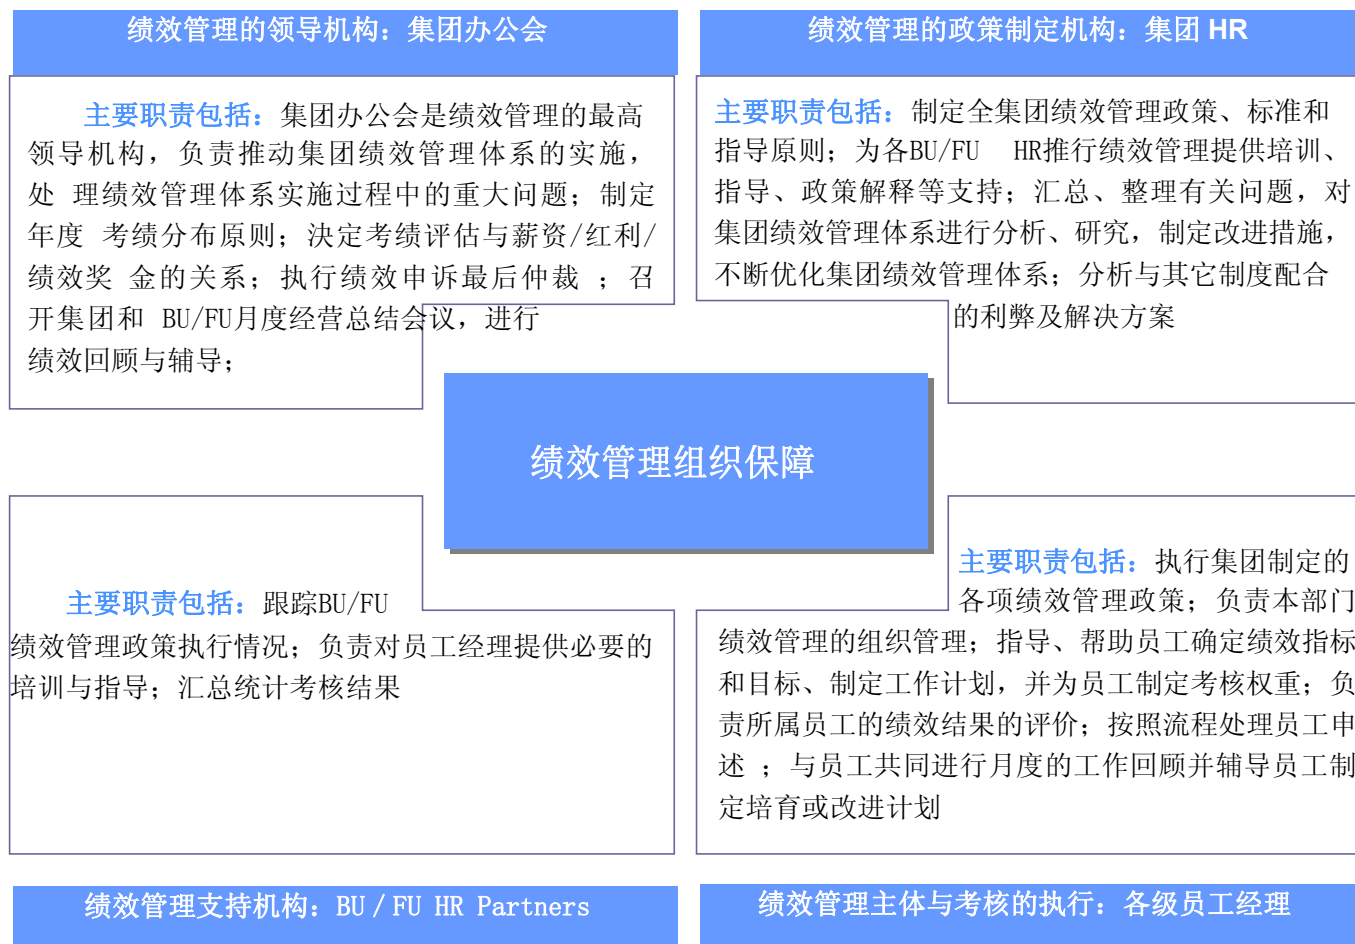 绩效管理的领导机构：集团办公会
主要职责包括：集团办公会是绩效管理的最高
领导机构，负责推动集团绩效管理体系的实施，
处 理绩效管理体系实施过程中的重大问题；制定
年度 考绩分布原则；决定考绩评估与薪资/红利/
绩效奖 金的关系；执行绩效申诉最后仲裁 ；召
开集团和 BU/FU月度经营总结会议，进行
绩效回顾与辅导；
绩效管理的政策制定机构：集团 HR
主要职责包括：制定全集团绩效管理政策、标准和
指导原则；为各BU/FU HR推行绩效管理提供培训、
指导、政策解释等支持；汇总、整理有关问题，对
集团绩效管理体系进行分析、研究，制定改进措施，
不断优化集团绩效管理体系；分析与其它制度配合
的利弊及解决方案
绩效管理组织保障
主要职责包括：跟踪BU/FU
绩效管理政策执行情况；负责对员工经理提供必要的
培训与指导；汇总统计考核结果
绩效管理支持机构：BU／FU HR Partners
主要职责包括：执行集团制定的
各项绩效管理政策；负责本部门
绩效管理的组织管理；指导、帮助员工确定绩效指标
和目标、制定工作计划，并为员工制定考核权重；负
责所属员工的绩效结果的评价；按照流程处理员工申
述 ；与员工共同进行月度的工作回顾并辅导员工制
定培育或改进计划
绩效管理主体与考核的执行：各级员工经理